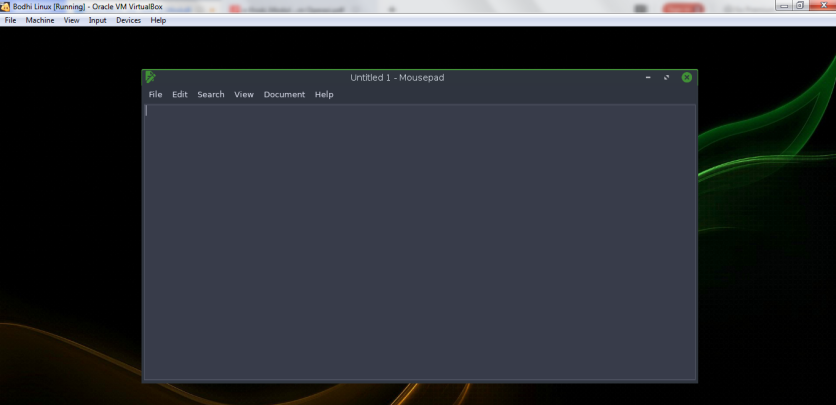 Bodhi Linux [Running] - Oracle VM VirtualBox
File Machine View Input Devices Help
Untitled 1 - Mousepad
File Edit Search View Document Help